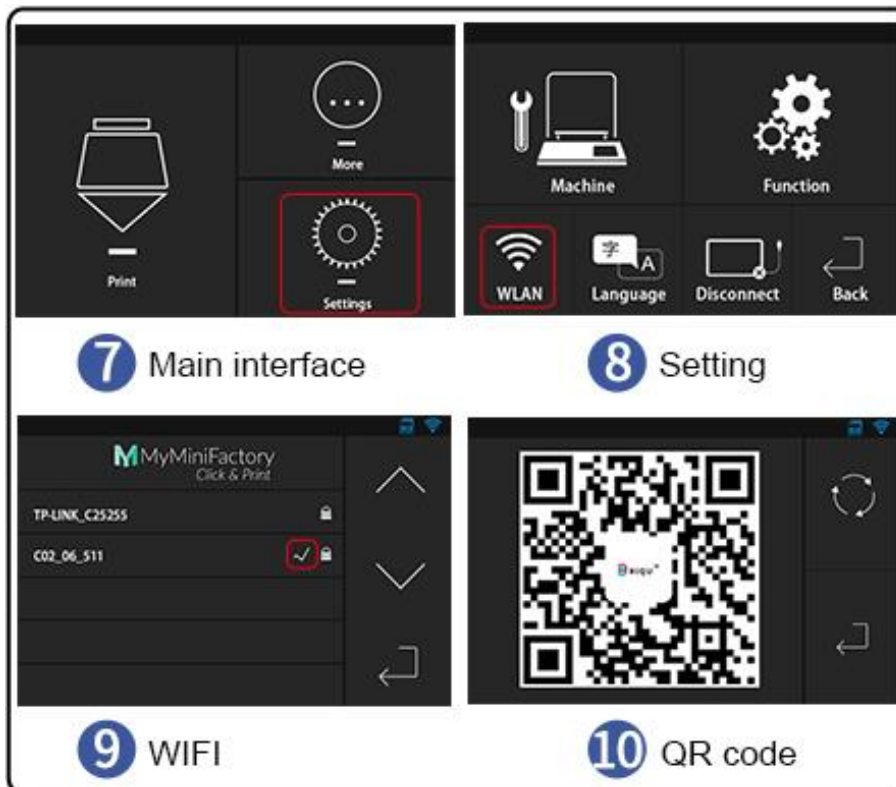 More
Print
Settings
Machine
Function
WLAN
字
A
Language
Disconnect
Back
7 Main interface
8 Setting
MyMiniFactory
Click & Print
TP-LINK_C25255
C02_06_511
9 WIFI
10 QR code